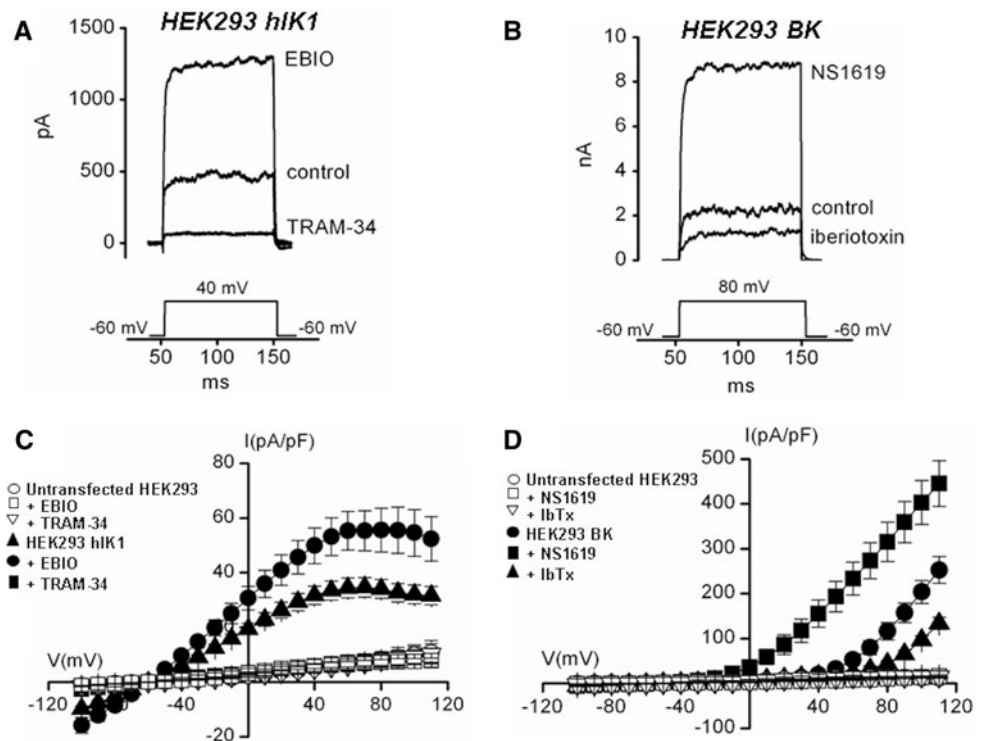 A
HEK293 hIK1
1500
1000
500
0
pA
EBIO
control
TRAM-34
40 mV
-60 mV
-60 mV
50
100
150
ms
B
HEK293 BK
10
8
6
4
2
0
nA
NS1619
control
iberiotoxin
80 mV
-60 mV
-60 mV
50
100
150
ms
C
I(pA/pF)
80
60
40
-20
Untransfected HEK293
+ EBIO
+ TRAM-34
HEK293 hIK1
+ EBIO
+ TRAM-34
V(mV)
-120
-40
40
80
120
D
I(pA/pF)
500
400
300
200
100
-100
Untransfected HEK293
+ NS1619
+ IbTx
HEK293 BK
+ NS1619
+ IbTx
V(mV)
-120
-80
-40
40
80
120